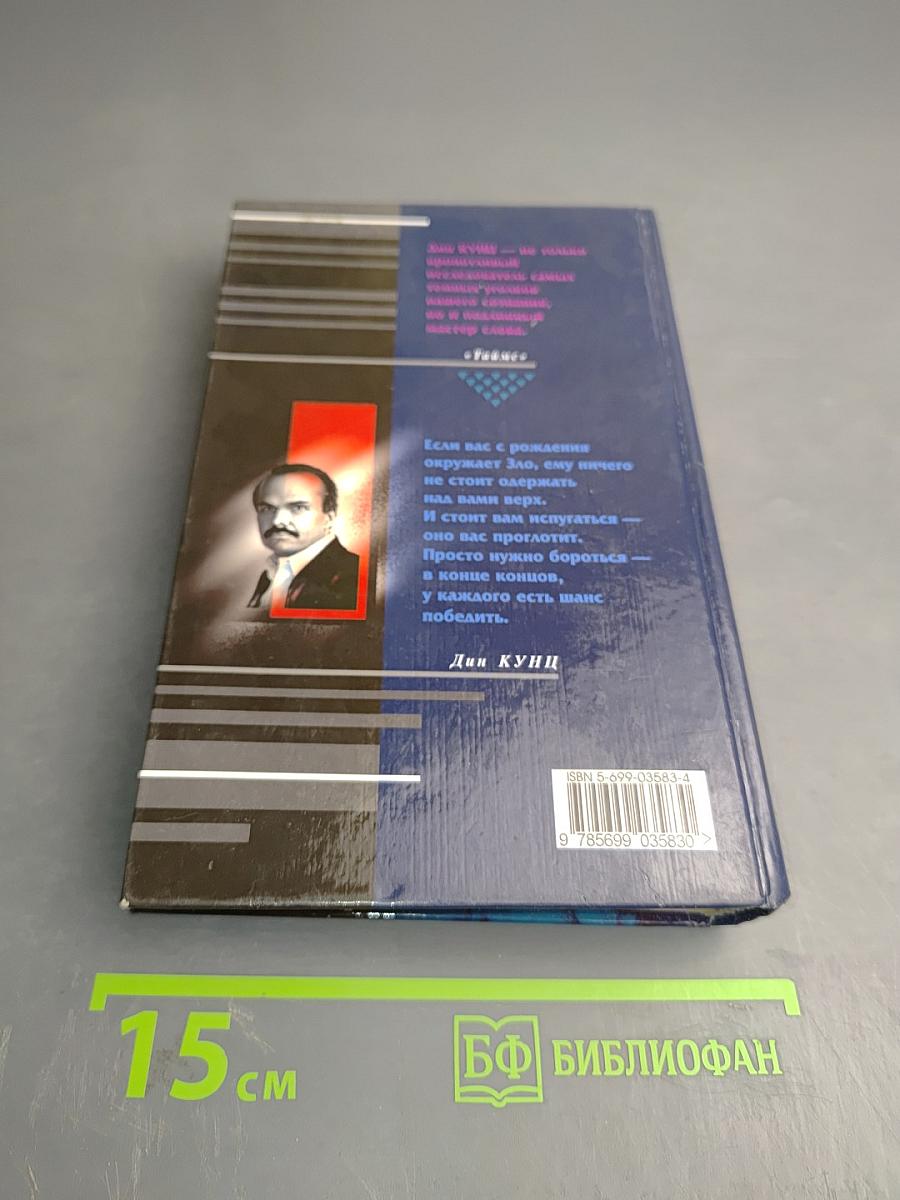 Дин КУНЦ — не только
проницательный
исследователь самых
темных уголков
нашего сознания,
но и подлинный
мастер слова.
«Таймс»
Если вас с рождения
окружает Зло, ему ничего
не стоит одержать
над вами верх.
И стоит вам испугаться —
оно вас проглотит.
Просто нужно бороться —
в конце концов,
у каждого есть шанс
победить.
Дин КУНЦ
ISBN 5-699-03583-4
9 785699 035830 >
15 см
БФ БИБЛИОФАН